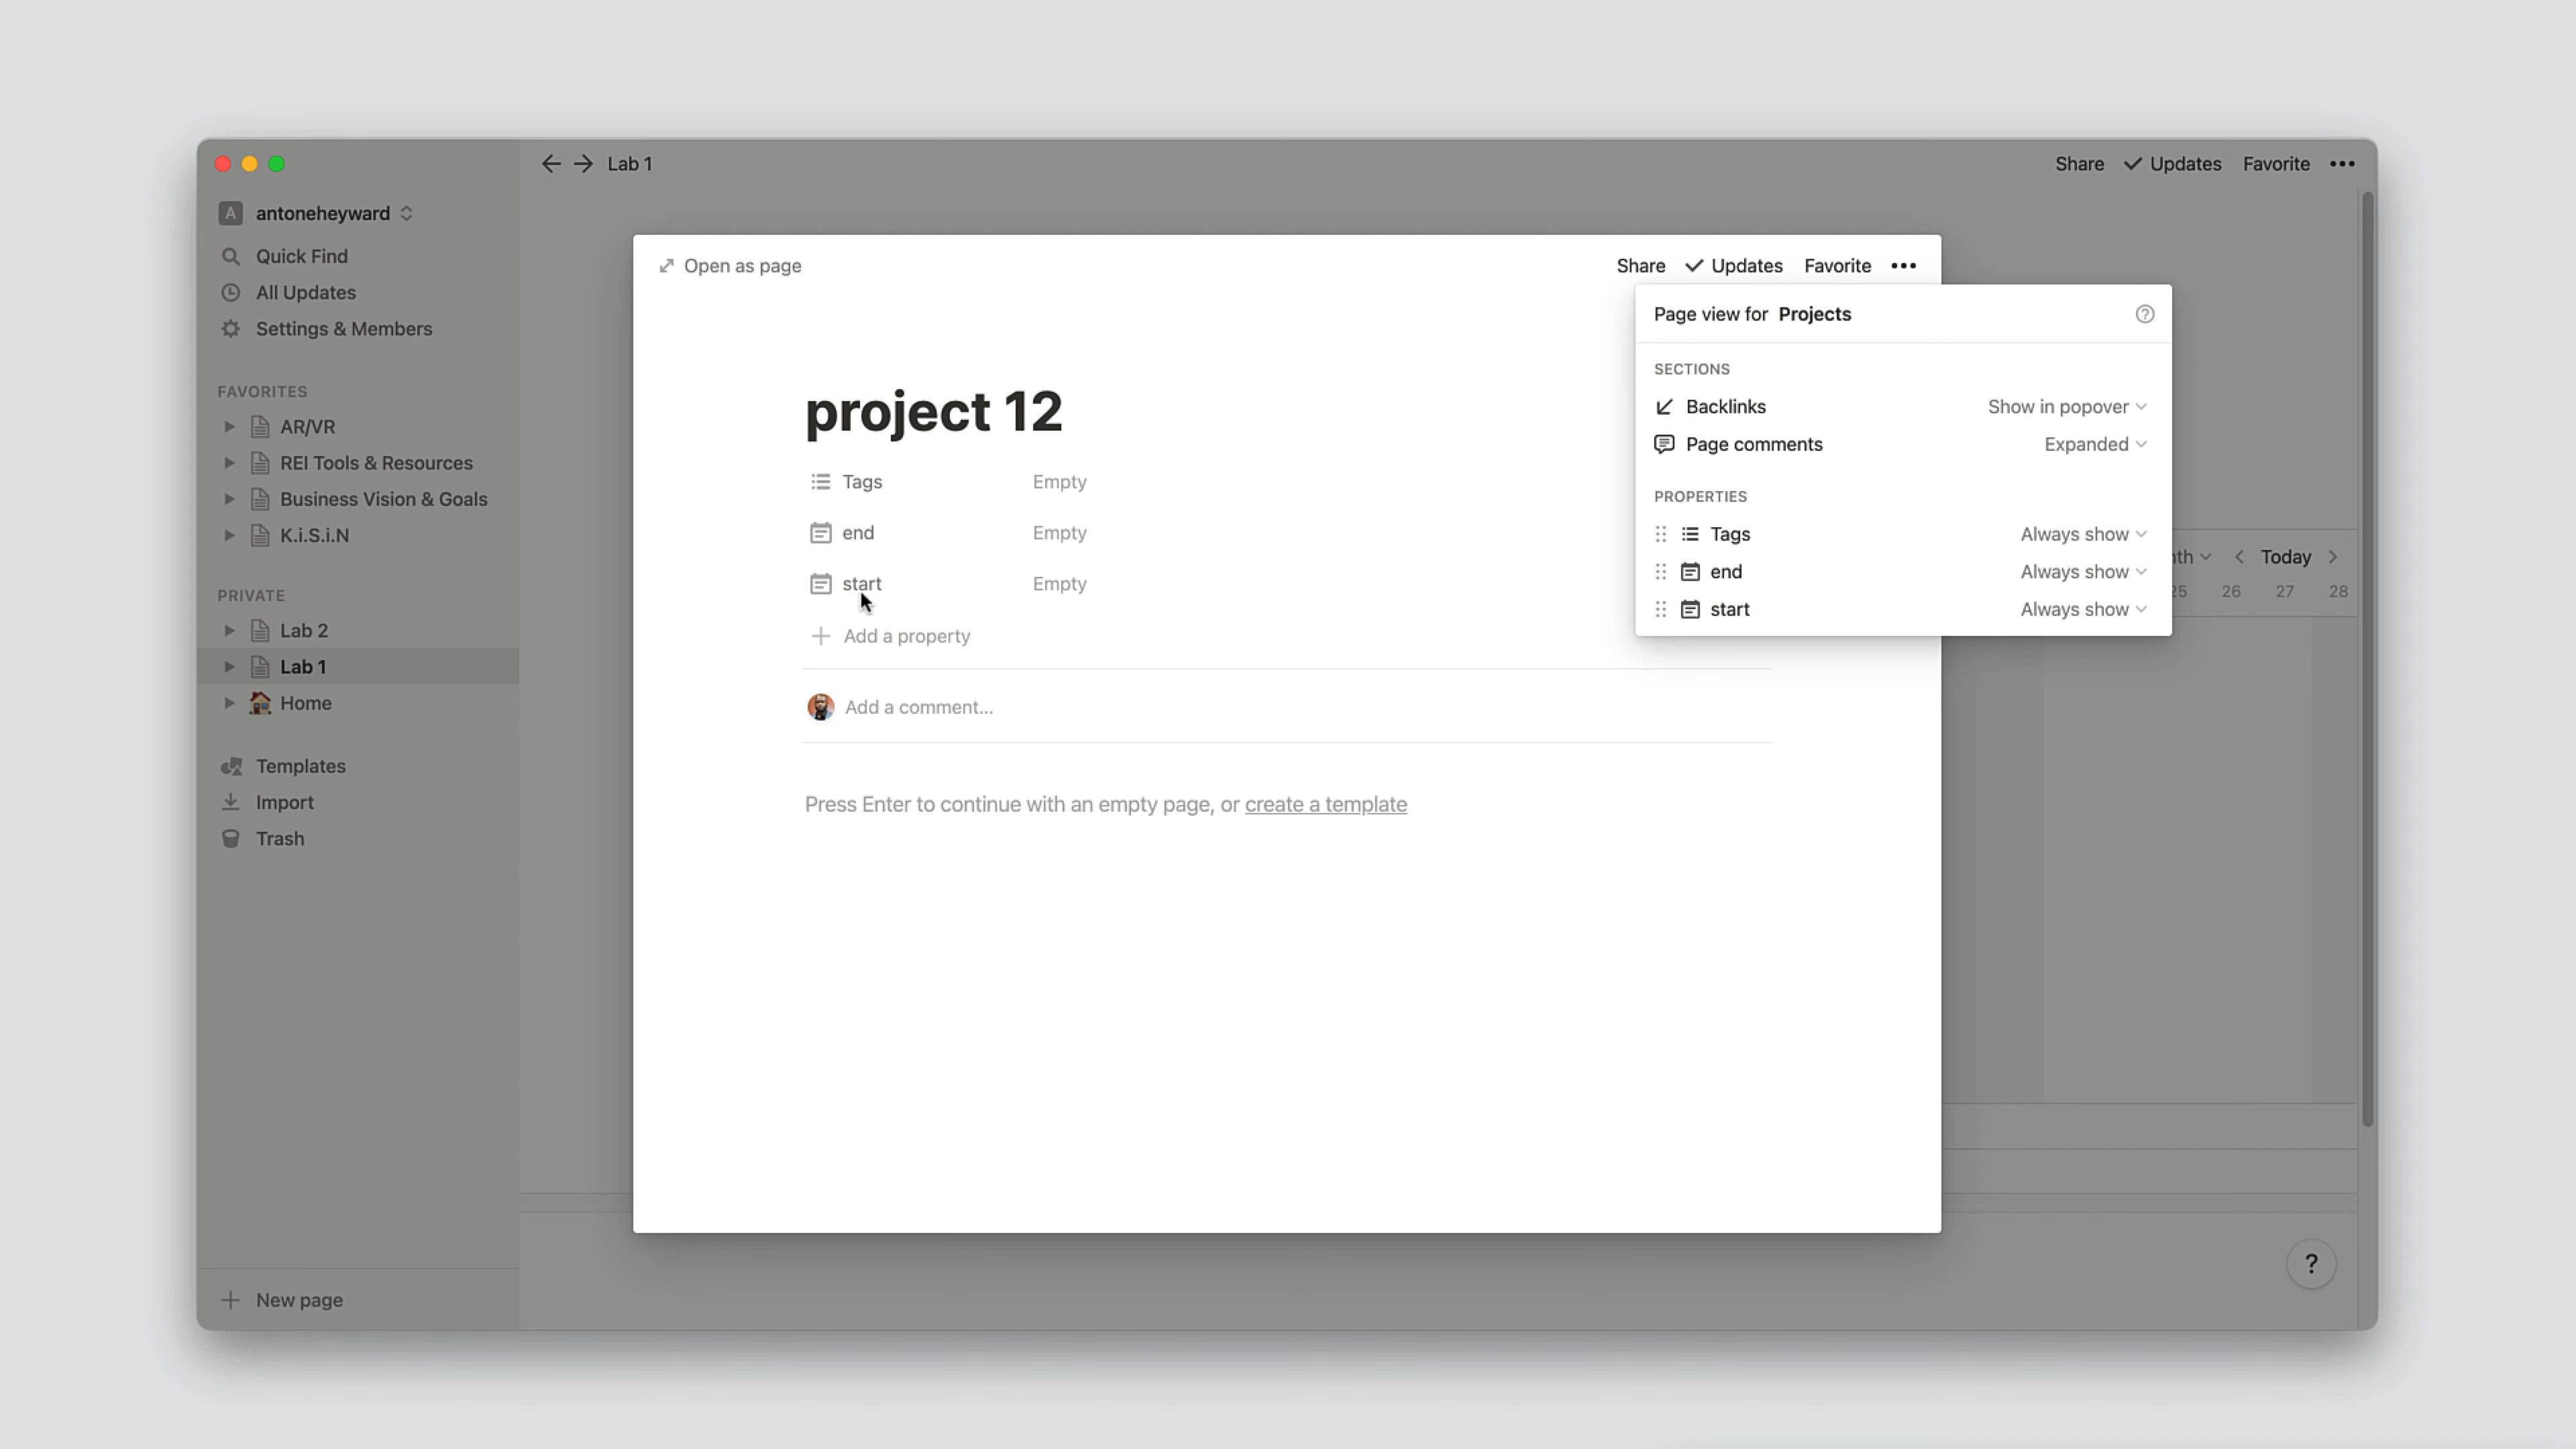 Lab 1
Share Updates Favorite
A antoneheyward
Quick Find
All Updates
Settings & Members
FAVORITES
AR/VR
REI Tools & Resources
Business Vision & Goals
K.i.S.i.N
PRIVATE
Lab 2
Lab 1
Home
Templates
Import
Trash
New page
Open as page
Share Updates Favorite
project 12
Tags Empty
end Empty
start Empty
Add a property
Add a comment...
Press Enter to continue with an empty page, or create a template
Page view for Projects
?
SECTIONS
Backlinks Show in popover
Page comments Expanded
PROPERTIES
Tags Always show
end Always show
start Always show
Today
26 27 28
?